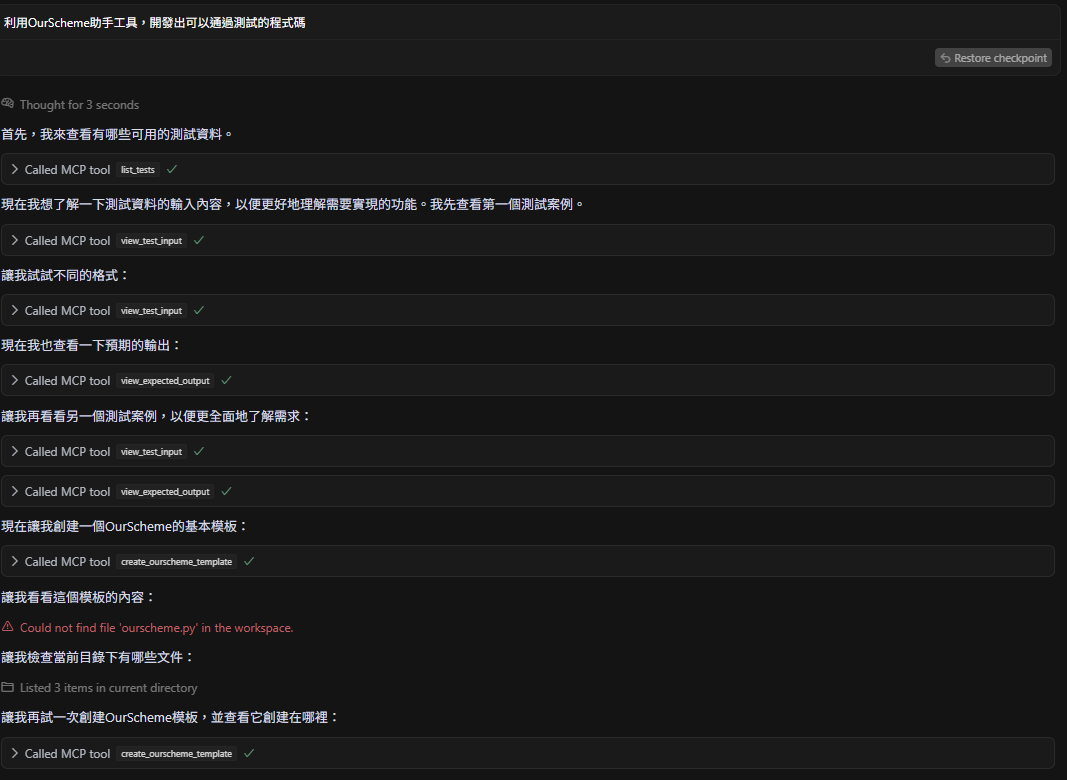 利用OurScheme助手工具，開發出可以通過測試的程式碼
Restore checkpoint
Thought for 3 seconds
首先，我來查看有哪些可用的測試資料。
Called MCP tool list_tests
現在我想了解一下測試資料的輸入內容，以便更好地理解需要實現的功能。我先查看第一個測試案例。
Called MCP tool view_test_input
讓我試試不同的格式：
Called MCP tool view_test_input
現在我也查看一下預期的輸出：
Called MCP tool view_expected_output
讓我再看看另一個測試案例，以便更全面地了解需求：
Called MCP tool view_test_input
Called MCP tool view_expected_output
現在讓我創建一個OurScheme的基本模板：
Called MCP tool create_ourscheme_template
讓我看看這個模板的內容：
Could not find file 'ourscheme.py' in the workspace.
讓我檢查當前目錄下有哪些文件：
Listed 3 items in current directory
讓我再試一次創建OurScheme模板，並查看它創建在哪裡：
Called MCP tool create_ourscheme_template